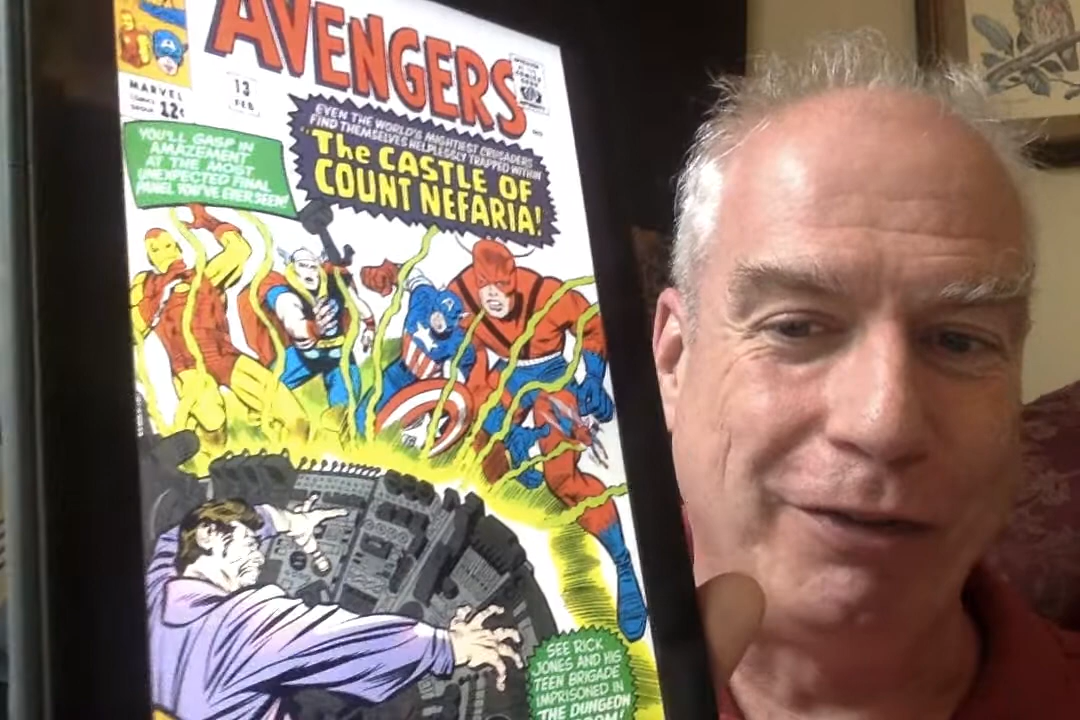 AVENGERS
MARVEL
COMICS
GROUP 12¢
13
FEB
APPROVED
BY THE
COMICS
CODE
AUTHORITY
EVEN THE WORLD'S MIGHTIEST CRUSADERS
FIND THEMSELVES HELPLESSLY TRAPPED WITHIN
"The CASTLE OF
COUNT NEFARIA!
YOU'LL GASP IN
AMAZEMENT
AT THE MOST
UNEXPECTED FINAL
PANEL YOU'VE EVER SEEN!
SEE RICK
JONES AND HIS
TEEN BRIGADE
IMPRISONED IN
"THE DUNGEON